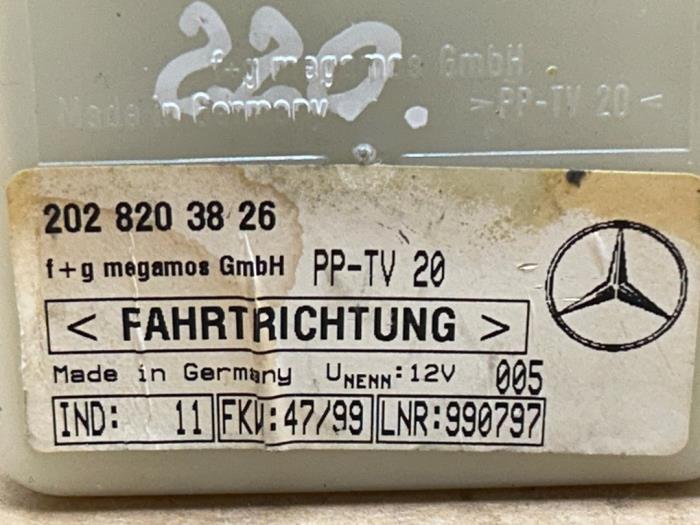 220.
f+g megamos GmbH
Made in Germany >PP-TV 20<
202 820 38 26
f+g megamos GmbH PP-TV 20
< FAHRTRICHTUNG >
Made in Germany UNENN:12V 005
IND: 11 FKW:47/99 LNR:990797